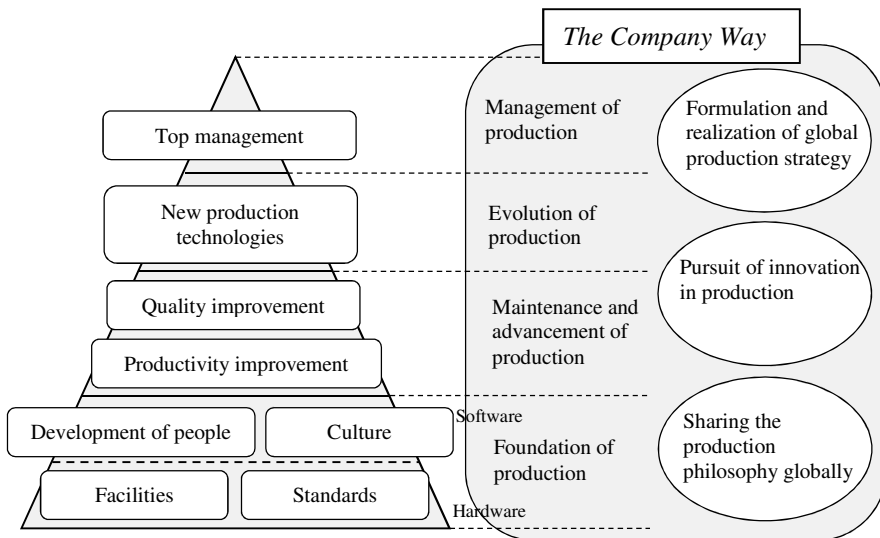 The Company Way
Top management
Management of
production
Formulation and
realization of global
production strategy
New production
technologies
Evolution of
production
Quality improvement
Productivity improvement
Maintenance and
advancement of
production
Pursuit of innovation
in production
Development of people
Culture
Software
Facilities
Standards
Hardware
Foundation of
production
Sharing the
production
philosophy globally